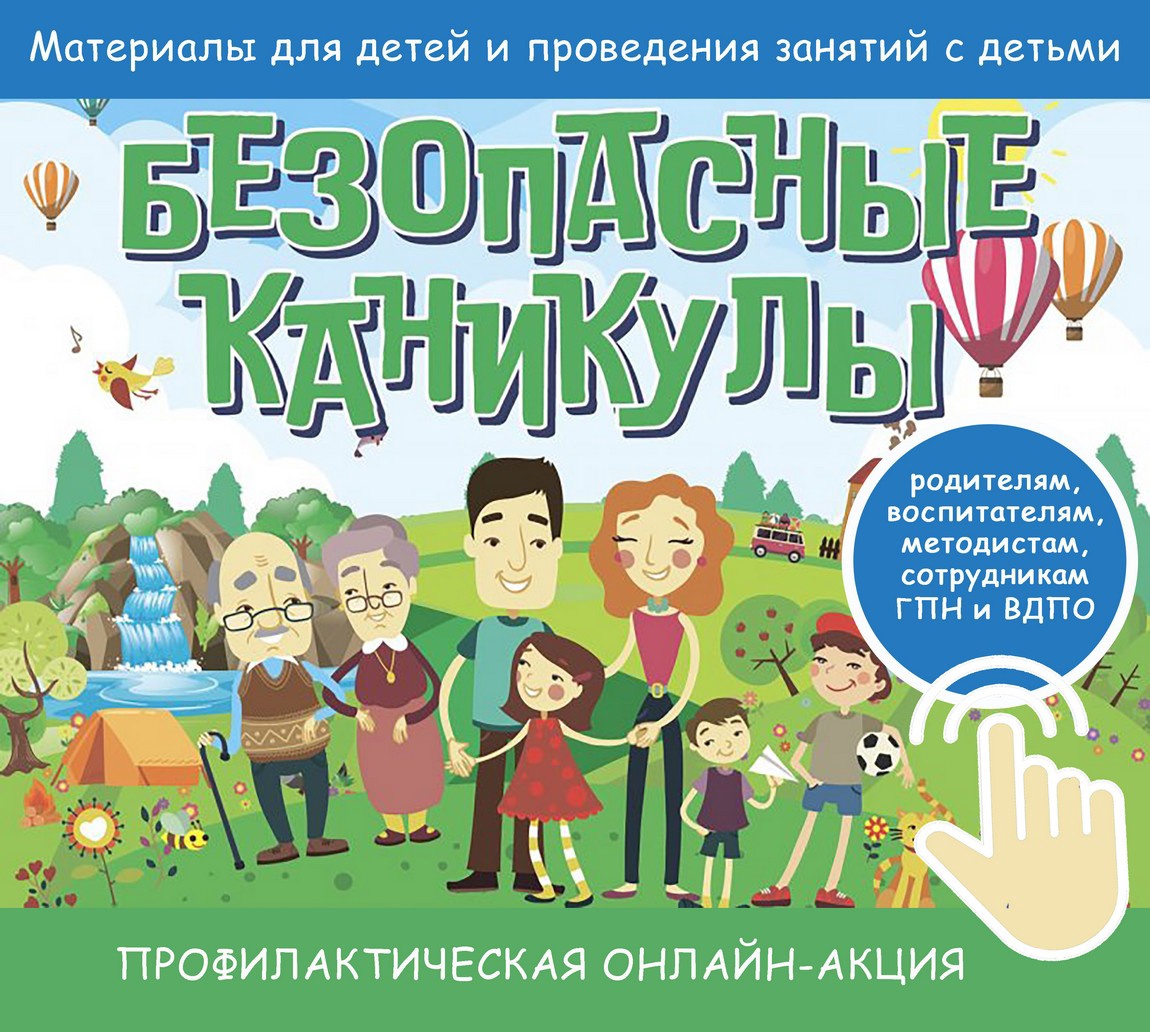 Материалы для детей и проведения занятий с детьми
БЕЗОПАСНЫЕ
КАНИКУЛЫ
родителям,
воспитателям,
методистам,
сотрудникам
ГПН и ВДПО
ПРОФИЛАКТИЧЕСКАЯ ОНЛАЙН-АКЦИЯ